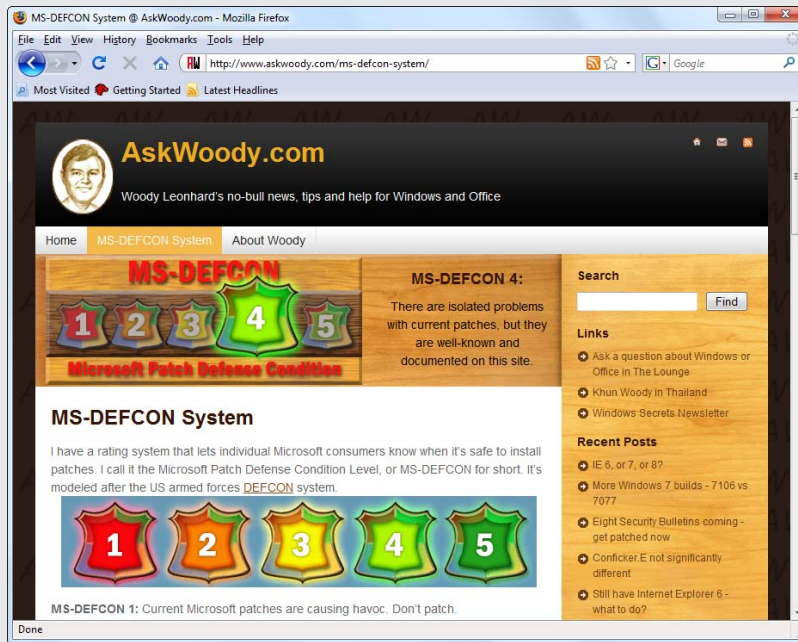 MS-DEFCON System @ AskWoody.com - Mozilla Firefox
File Edit View History Bookmarks Tools Help
http://www.askwoody.com/ms-defcon-system/
Google
Most Visited Getting Started Latest Headlines
AskWoody.com
Woody Leonhard's no-bull news, tips and help for Windows and Office
Home MS-DEFCON System About Woody
MS-DEFCON
1 2 3 4 5
Microsoft Patch Defense Condition
MS-DEFCON 4:
There are isolated problems
with current patches, but they
are well-known and
documented on this site.
MS-DEFCON System
I have a rating system that lets individual Microsoft consumers know when it's safe to install
patches. I call it the Microsoft Patch Defense Condition Level, or MS-DEFCON for short. It's
modeled after the US armed forces DEFCON system.
1 2 3 4 5
MS-DEFCON 1: Current Microsoft patches are causing havoc. Don't patch.
Search
Find
Links
Ask a question about Windows or
Office in The Lounge
Khun Woody in Thailand
Windows Secrets Newsletter
Recent Posts
IE 6, or 7, or 8?
More Windows 7 builds - 7106 vs
7077
Eight Security Bulletins coming -
get patched now
Conficker.E not significantly
different
Still have Internet Explorer 6 -
what to do?
Done